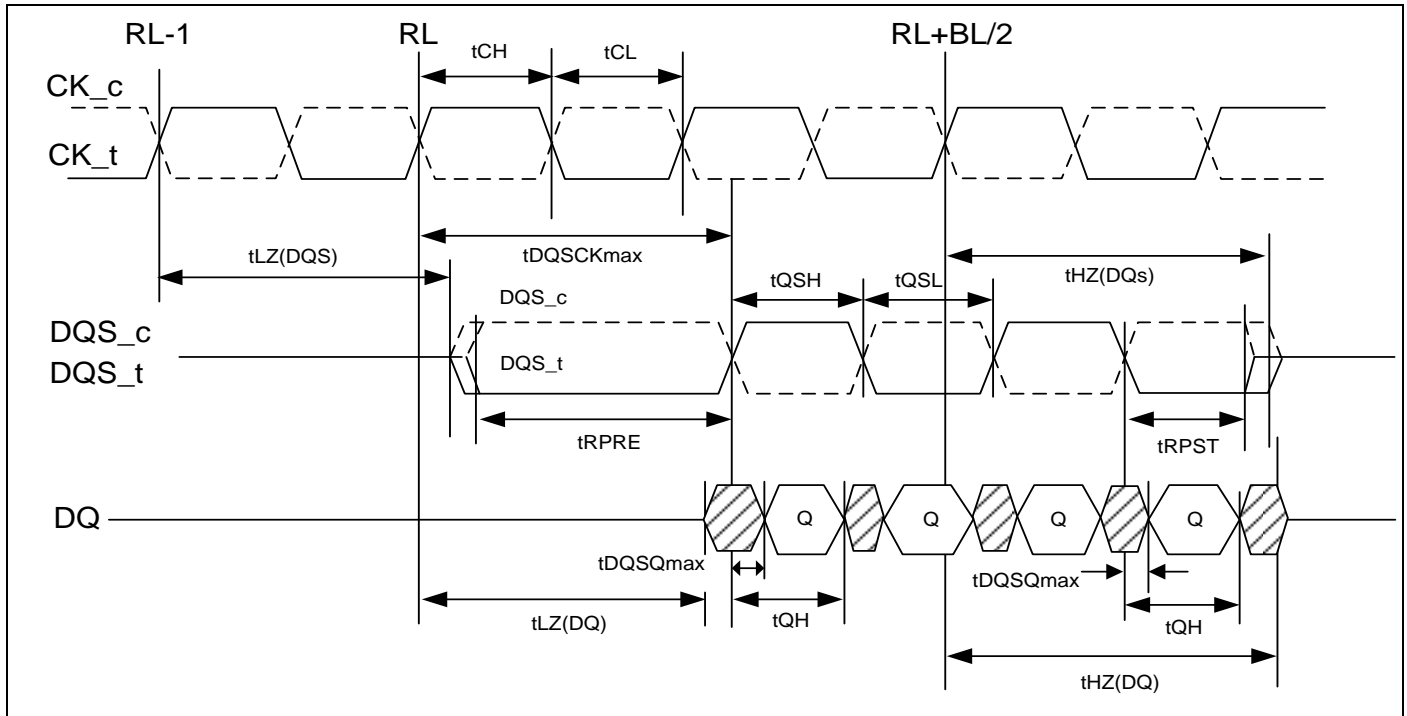 RL-1
RL
RL+BL/2
tCH
tCL
CK_c
CK_t
tLZ(DQS)
tDQSCKmax
tHZ(DQs)
tQSH
tQSL
DQS_c
DQS_c
DQS_t
DQS_t
tRPRE
tRPST
DQ
Q
Q
Q
Q
tDQSQmax
tDQSQmax
tLZ(DQ)
tQH
tQH
tHZ(DQ)